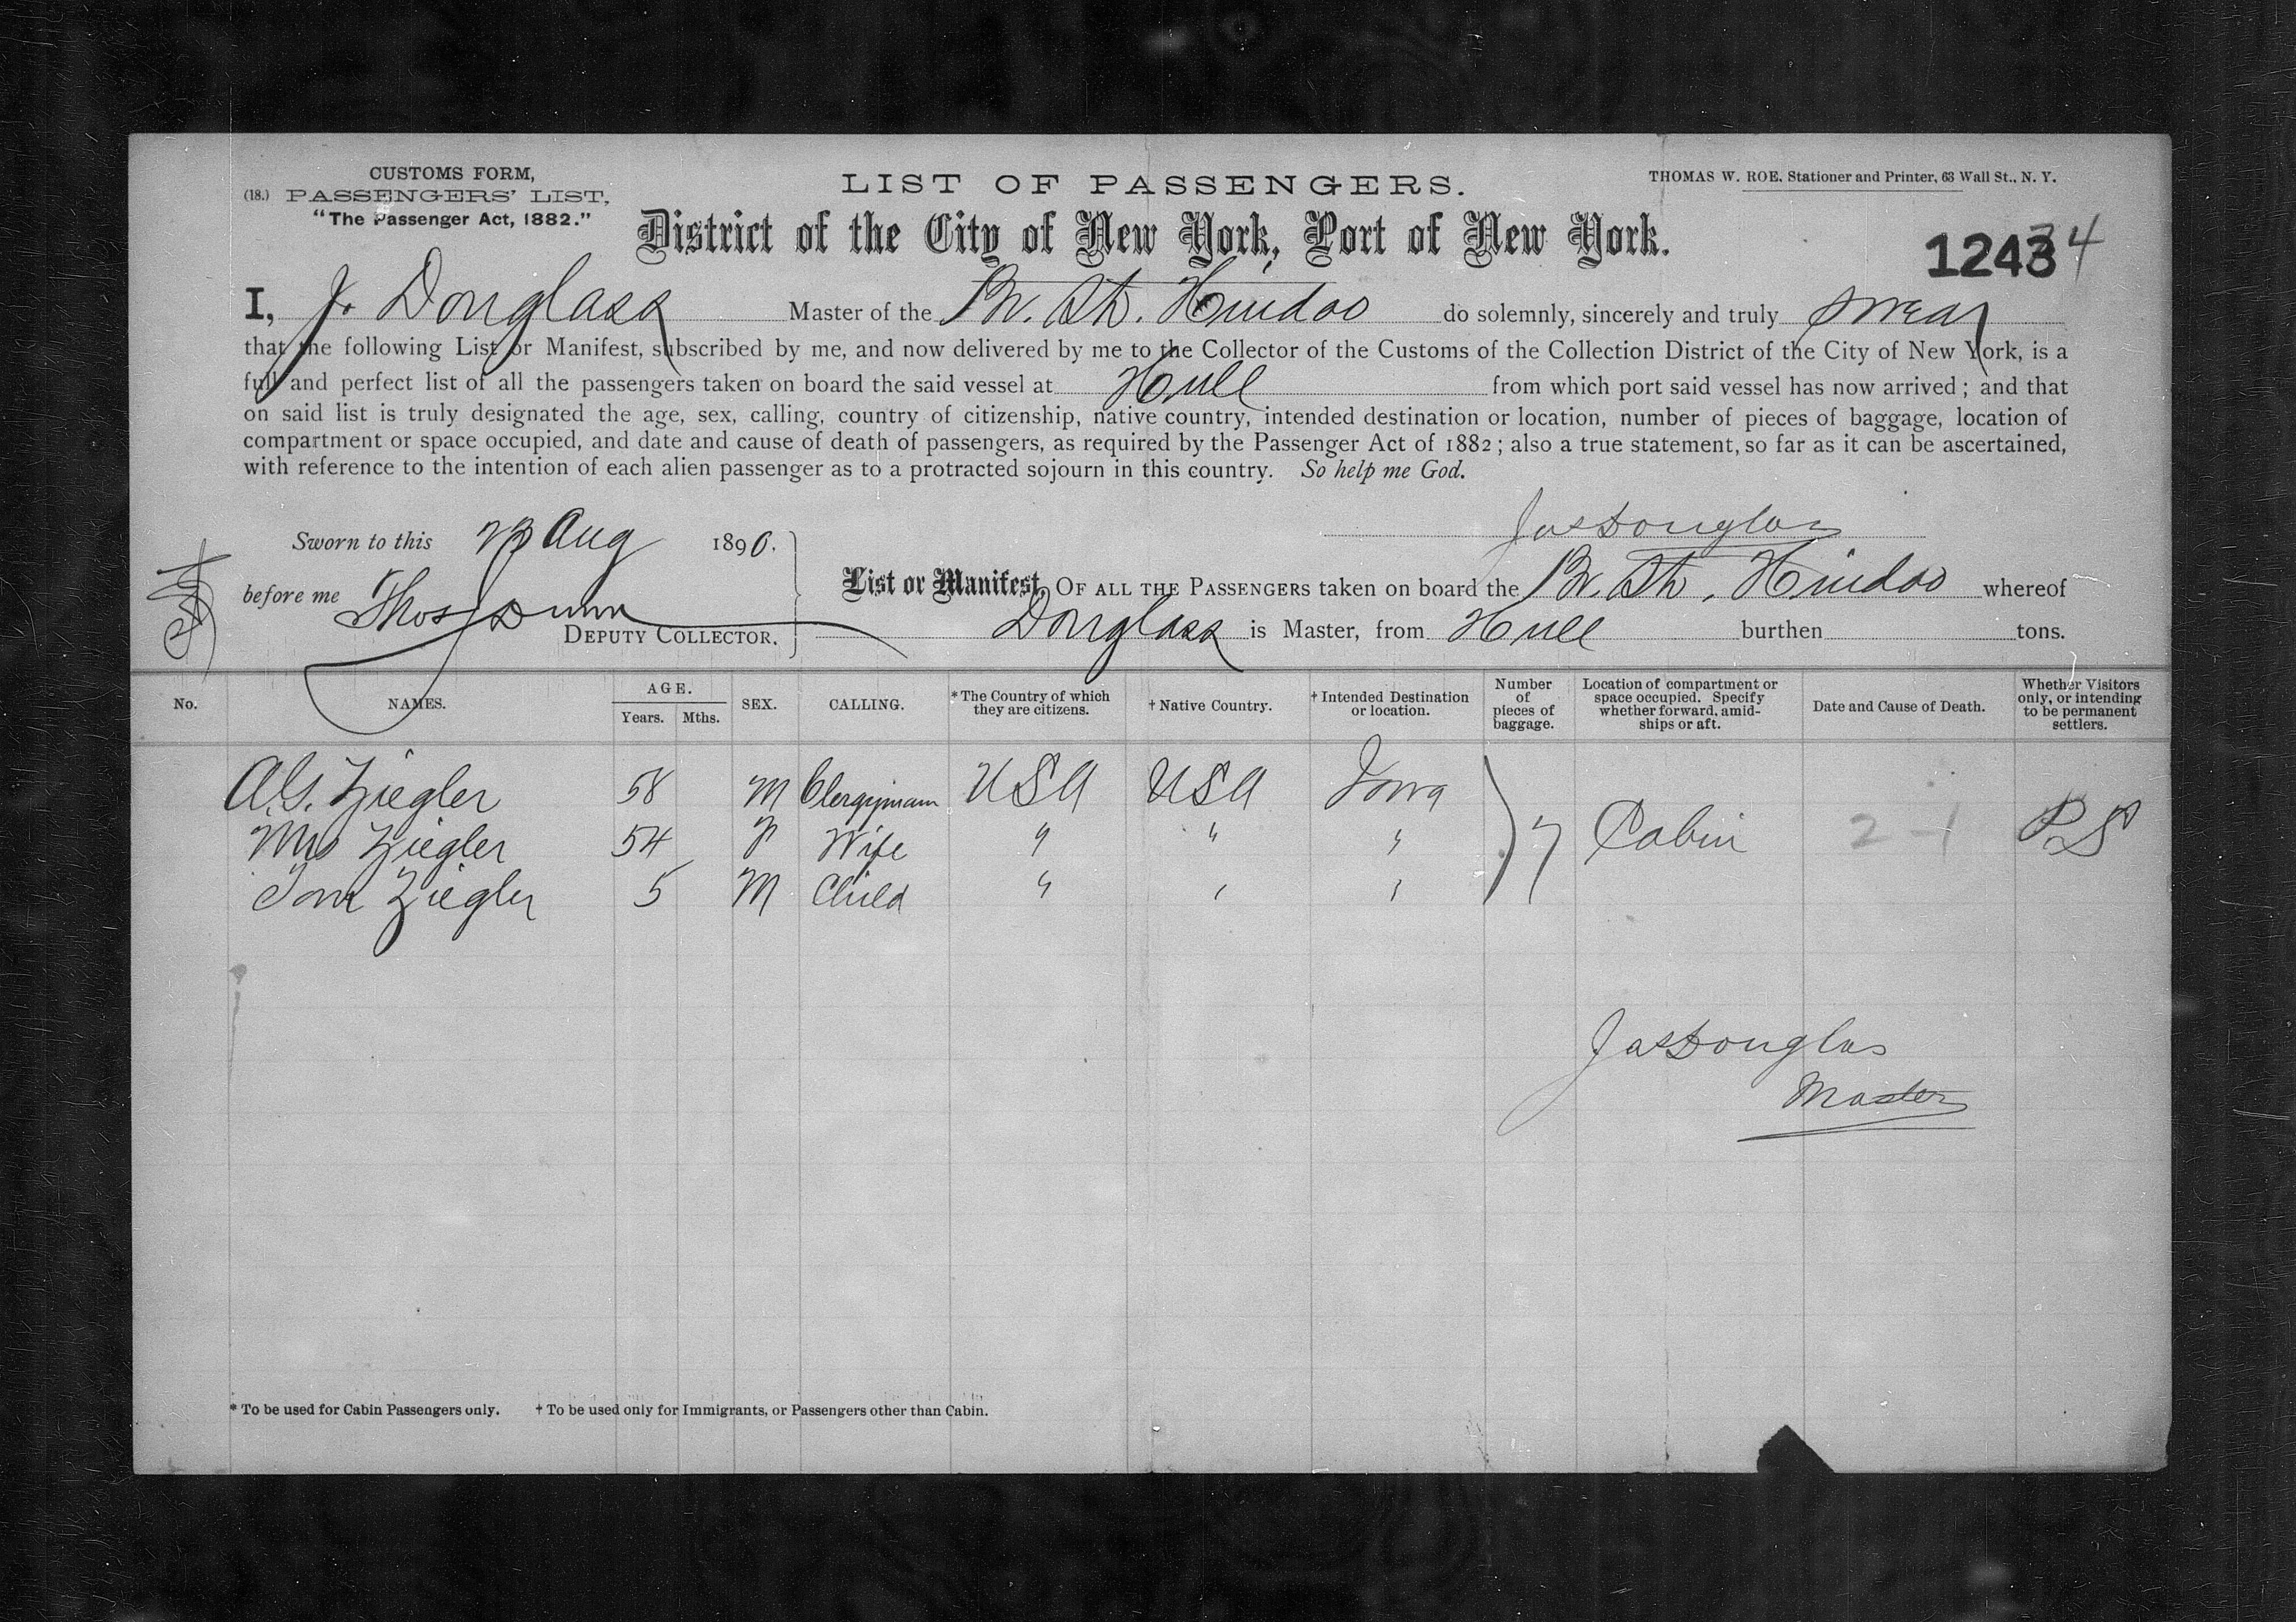 CUSTOMS FORM,
(18.) PASSENGERS' LIST,
"The Passenger Act, 1882."
LIST OF PASSENGERS.
THOMAS W. ROE, Stationer and Printer, 63 Wall St., N. Y.
District of the City of New York, Port of New York.
1243 4
I, J. Douglass Master of the Br. Str. Hindoo do solemnly, sincerely and truly swear
that the following List or Manifest, subscribed by me, and now delivered by me to the Collector of the Customs of the Collection District of the City of New York, is a
full and perfect list of all the passengers taken on board the said vessel at Hull from which port said vessel has now arrived; and that
on said list is truly designated the age, sex, calling, country of citizenship, native country, intended destination or location, number of pieces of baggage, location of
compartment or space occupied, and date and cause of death of passengers, as required by the Passenger Act of 1882; also a true statement, so far as it can be ascertained,
with reference to the intention of each alien passenger as to a protracted sojourn in this country. So help me God.
Jas Douglas
Sworn to this 23 Aug 1890.
before me Thos Dunn
DEPUTY COLLECTOR.
List or Manifest, OF ALL THE PASSENGERS taken on board the Br. Str. Hindoo whereof
Douglass is Master, from Hull burthen tons.
No. NAMES. AGE. Years. Mths. SEX. CALLING. * The Country of which they are citizens. † Native Country. † Intended Destination or location. Number of pieces of baggage. Location of compartment or space occupied. Specify whether forward, amidships or aft. Date and Cause of Death. Whether Visitors only, or intending to be permanent settlers.
A.G. Ziegler 58 M Clergyman USA USA Iowa
Mrs Ziegler 54 F Wife " " " 7 Cabin 2-1 PS
Tom Ziegler 5 M Child " " "
Jas Douglas
Master
* To be used for Cabin Passengers only. † To be used only for Immigrants, or Passengers other than Cabin.